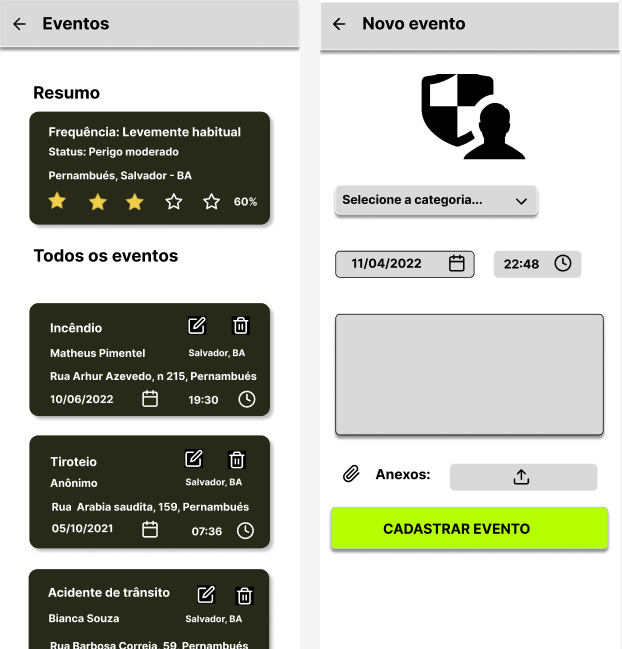 Eventos
Resumo
Frequência: Levemente habitual
Status: Perigo moderado
Pernambués, Salvador - BA
60%
Todos os eventos
Incêndio
Matheus Pimentel Salvador, BA
Rua Arhur Azevedo, n 215, Pernambués
10/06/2022 19:30
Tiroteio
Anônimo Salvador, BA
Rua Arabia saudita, 159, Pernambués
05/10/2021 07:36
Acidente de trânsito
Bianca Souza Salvador, BA
Rua Barbosa Correia, 59, Pernambués
Novo evento
Selecione a categoria...
11/04/2022 22:48
Anexos:
CADASTRAR EVENTO